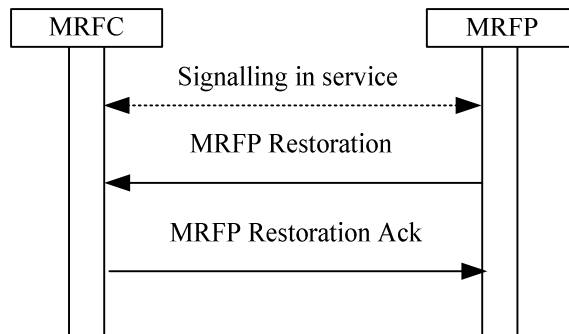 MRFC
MRFP
Signalling in service
MRFP Restoration
MRFP Restoration Ack